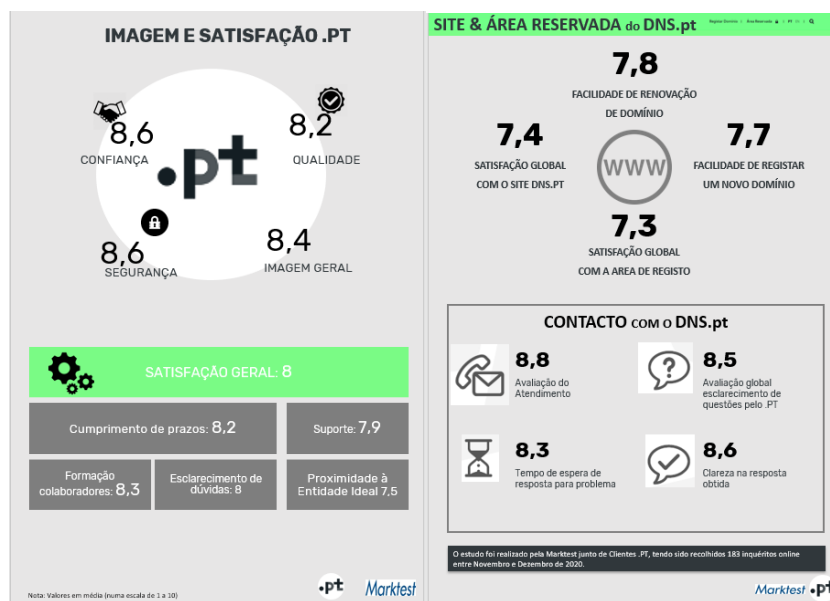 IMAGEM E SATISFAÇÃO .PT
8,6
CONFIANÇA
8,2
QUALIDADE
.pt
8,6
SEGURANÇA
8,4
IMAGEM GERAL
SATISFAÇÃO GERAL: 8
Cumprimento de prazos: 8,2
Suporte: 7,9
Formação
colaboradores: 8,3
Esclarecimento de
dúvidas: 8
Proximidade à
Entidade Ideal 7,5
Nota: Valores em média (numa escala de 1 a 10)
.pt
Marktest
SITE & ÁREA RESERVADA do DNS.pt
Registar Domínio
Área Reservada
PT
7,8
FACILIDADE DE RENOVAÇÃO
DE DOMÍNIO
7,4
SATISFAÇÃO GLOBAL
COM O SITE DNS.PT
WWW
7,7
FACILIDADE DE REGISTAR
UM NOVO DOMÍNIO
7,3
SATISFAÇÃO GLOBAL
COM A AREA DE REGISTO
CONTACTO COM O DNS.pt
8,8
Avaliação do
Atendimento
8,5
Avaliação global
esclarecimento de
questões pelo .PT
8,3
Tempo de espera de
resposta para problema
8,6
Clareza na resposta
obtida
O estudo foi realizado pela Marktest junto de Clientes .PT, tendo sido recolhidos 183 inquéritos online
entre Novembro e Dezembro de 2020.
Marktest
.pt